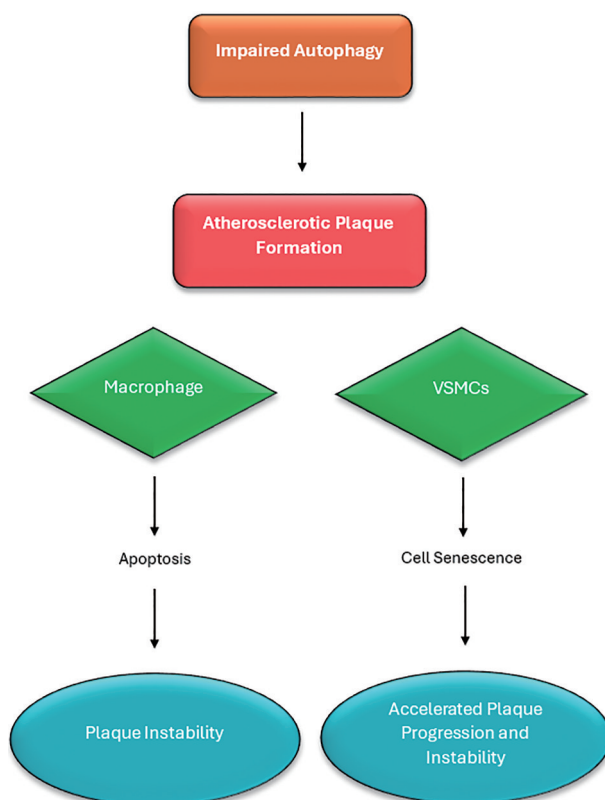 Impaired Autophagy
Atherosclerotic Plaque
Formation
Macrophage
VSMCs
Apoptosis
Cell Senescence
Plaque Instability
Accelerated Plaque
Progression and
Instability